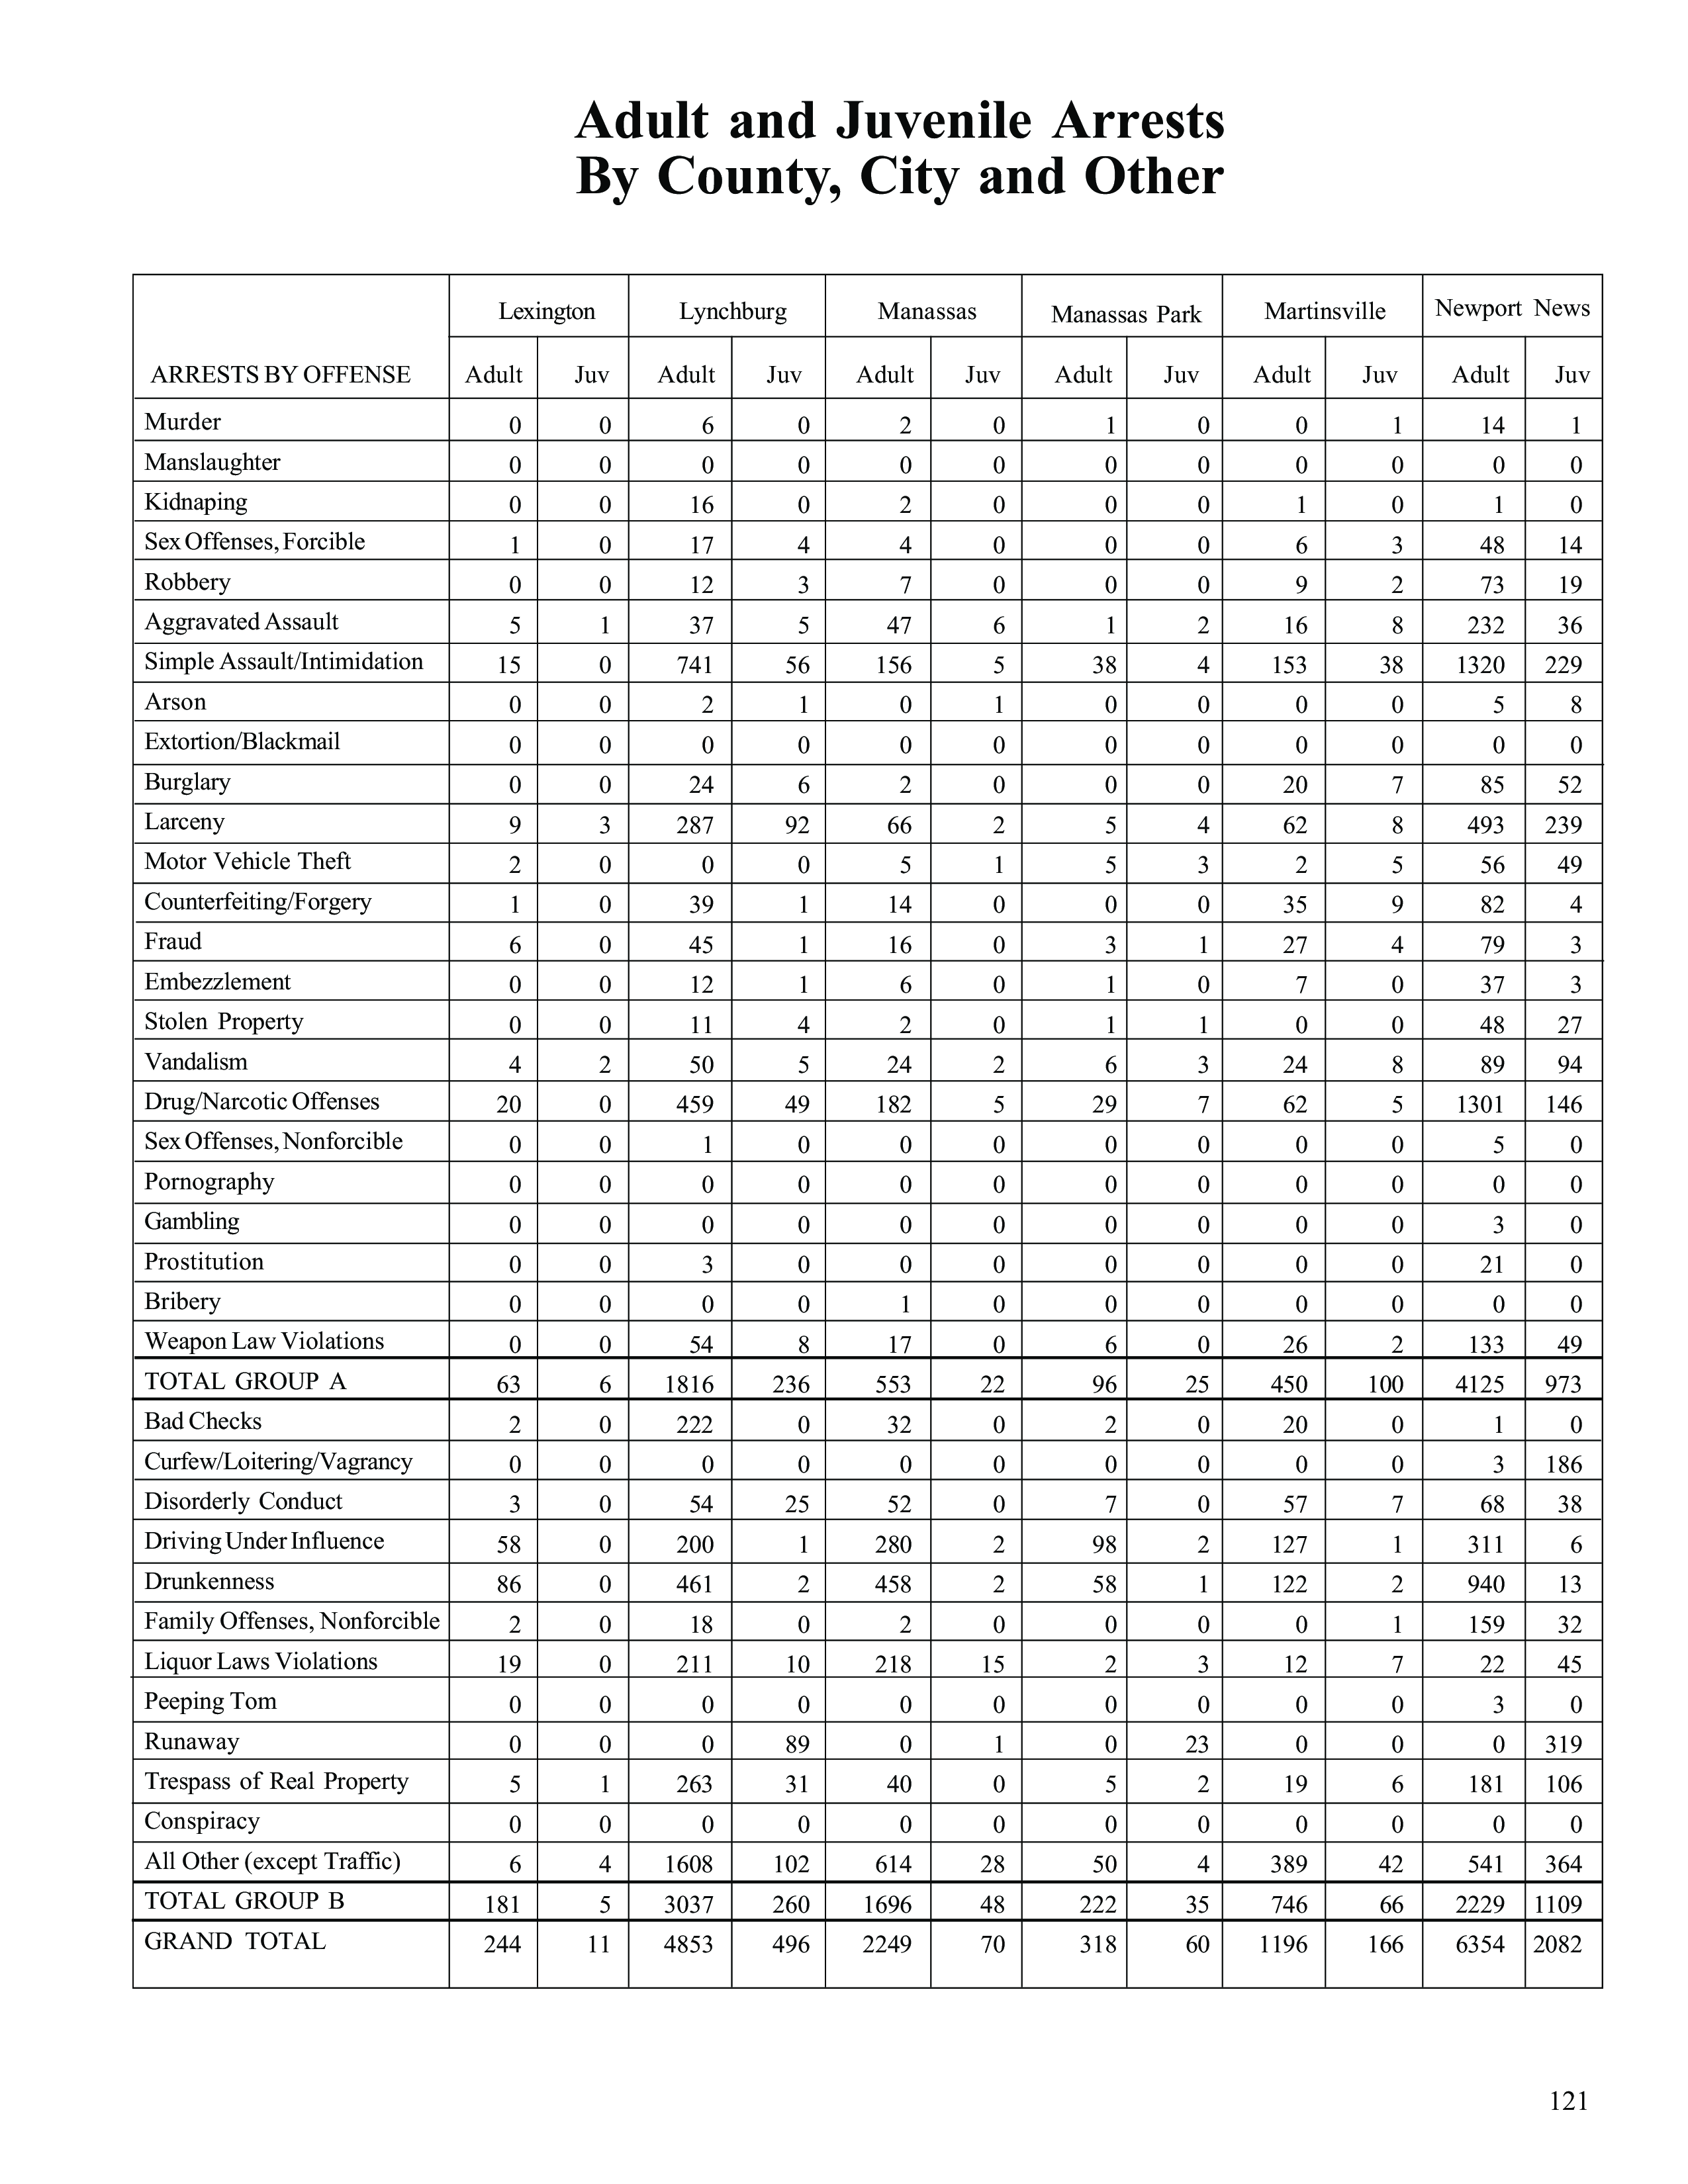 Adult and Juvenile Arrests
By County, City and Other
Lexington Lynchburg Manassas Manassas Park Martinsville Newport News
ARRESTS BY OFFENSE Adult Juv Adult Juv Adult Juv Adult Juv Adult Juv Adult Juv
Murder 0 0 6 0 2 0 1 0 0 1 14 1
Manslaughter 0 0 0 0 0 0 0 0 0 0 0 0
Kidnaping 0 0 16 0 2 0 0 0 1 0 1 0
Sex Offenses, Forcible 1 0 17 4 4 0 0 0 6 3 48 14
Robbery 0 0 12 3 7 0 0 0 9 2 73 19
Aggravated Assault 5 1 37 5 47 6 1 2 16 8 232 36
Simple Assault/Intimidation 15 0 741 56 156 5 38 4 153 38 1320 229
Arson 0 0 2 1 0 1 0 0 0 0 5 8
Extortion/Blackmail 0 0 0 0 0 0 0 0 0 0 0 0
Burglary 0 0 24 6 2 0 0 0 20 7 85 52
Larceny 9 3 287 92 66 2 5 4 62 8 493 239
Motor Vehicle Theft 2 0 0 0 5 1 5 3 2 5 56 49
Counterfeiting/Forgery 1 0 39 1 14 0 0 0 35 9 82 4
Fraud 6 0 45 1 16 0 3 1 27 4 79 3
Embezzlement 0 0 12 1 6 0 1 0 7 0 37 3
Stolen Property 0 0 11 4 2 0 1 1 0 0 48 27
Vandalism 4 2 50 5 24 2 6 3 24 8 89 94
Drug/Narcotic Offenses 20 0 459 49 182 5 29 7 62 5 1301 146
Sex Offenses, Nonforcible 0 0 1 0 0 0 0 0 0 0 5 0
Pornography 0 0 0 0 0 0 0 0 0 0 0 0
Gambling 0 0 0 0 0 0 0 0 0 0 3 0
Prostitution 0 0 3 0 0 0 0 0 0 0 21 0
Bribery 0 0 0 0 1 0 0 0 0 0 0 0
Weapon Law Violations 0 0 54 8 17 0 6 0 26 2 133 49
TOTAL GROUP A 63 6 1816 236 553 22 96 25 450 100 4125 973
Bad Checks 2 0 222 0 32 0 2 0 20 0 1 0
Curfew/Loitering/Vagrancy 0 0 0 0 0 0 0 0 0 0 3 186
Disorderly Conduct 3 0 54 25 52 0 7 0 57 7 68 38
Driving Under Influence 58 0 200 1 280 2 98 2 127 1 311 6
Drunkenness 86 0 461 2 458 2 58 1 122 2 940 13
Family Offenses, Nonforcible 2 0 18 0 2 0 0 0 0 1 159 32
Liquor Laws Violations 19 0 211 10 218 15 2 3 12 7 22 45
Peeping Tom 0 0 0 0 0 0 0 0 0 0 3 0
Runaway 0 0 0 89 0 1 0 23 0 0 0 319
Trespass of Real Property 5 1 263 31 40 0 5 2 19 6 181 106
Conspiracy 0 0 0 0 0 0 0 0 0 0 0 0
All Other (except Traffic) 6 4 1608 102 614 28 50 4 389 42 541 364
TOTAL GROUP B 181 5 3037 260 1696 48 222 35 746 66 2229 1109
GRAND TOTAL 244 11 4853 496 2249 70 318 60 1196 166 6354 2082
121